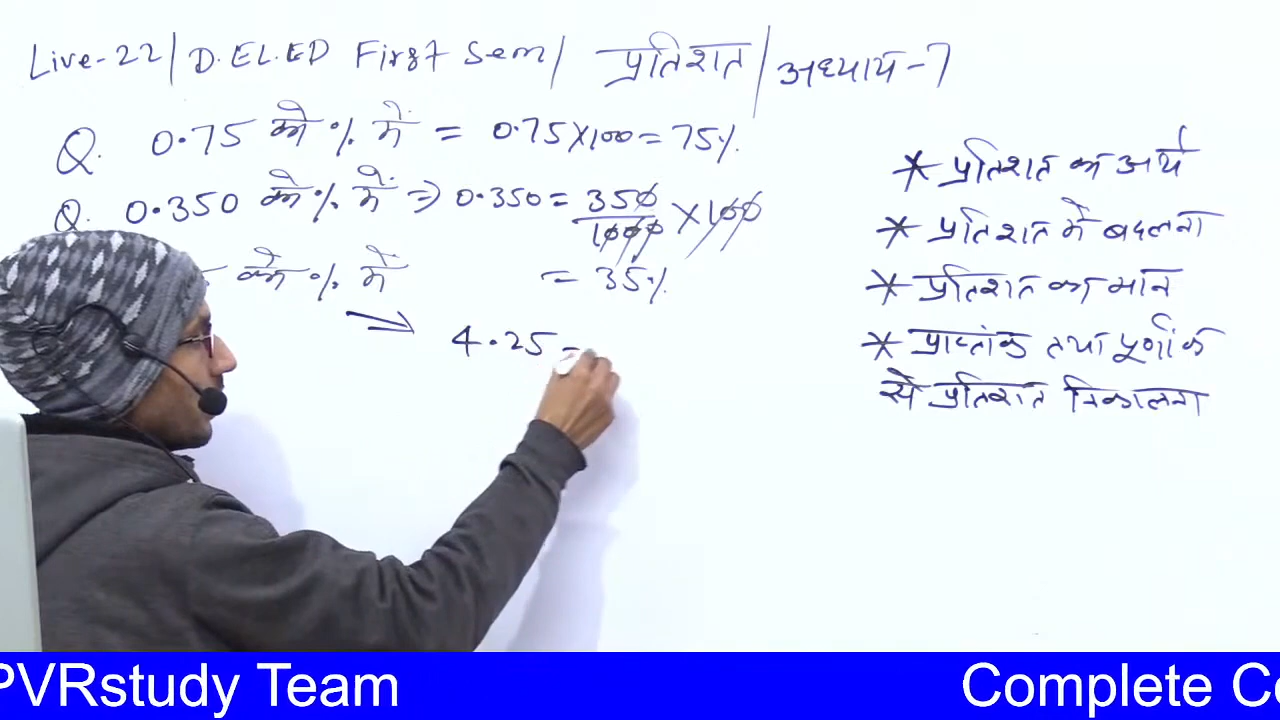 Live-22/ D.EL.ED First Sem/ प्रतिशत/अध्याय-7
Q. 0.75 को % में = 0.75×100=75%.
Q. 0.350 को % में ⇒ 0.350 = 350/1000 ×100
= 35%.
को % में
→ 4.25 =
* प्रतिशत का अर्थ
* प्रतिशत में बदलना
* प्रतिशत का मान
* प्राप्तांक तथा पूर्णांक
से प्रतिशत निकालना
PVRstudy Team
Complete